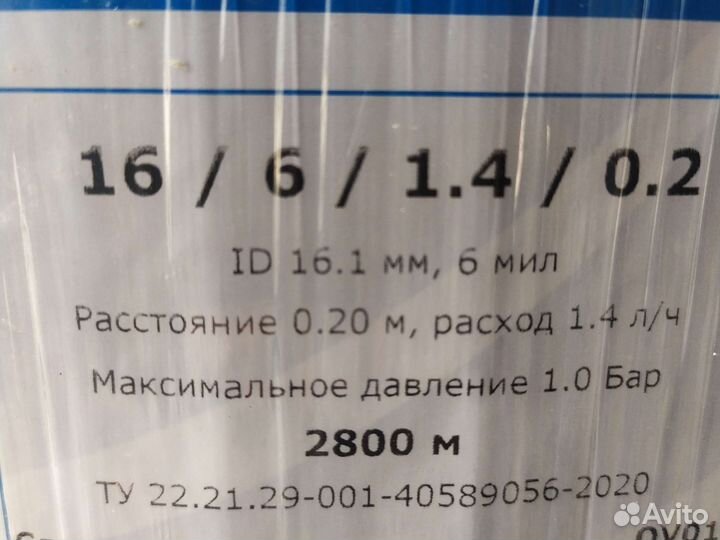 16 / 6 / 1.4 / 0.2
ID 16.1 мм, 6 мил
Расстояние 0.20 м, расход 1.4 л/ч
Максимальное давление 1.0 Бар
2800 м
ТУ 22.21.29-001-40589056-2020
Avito